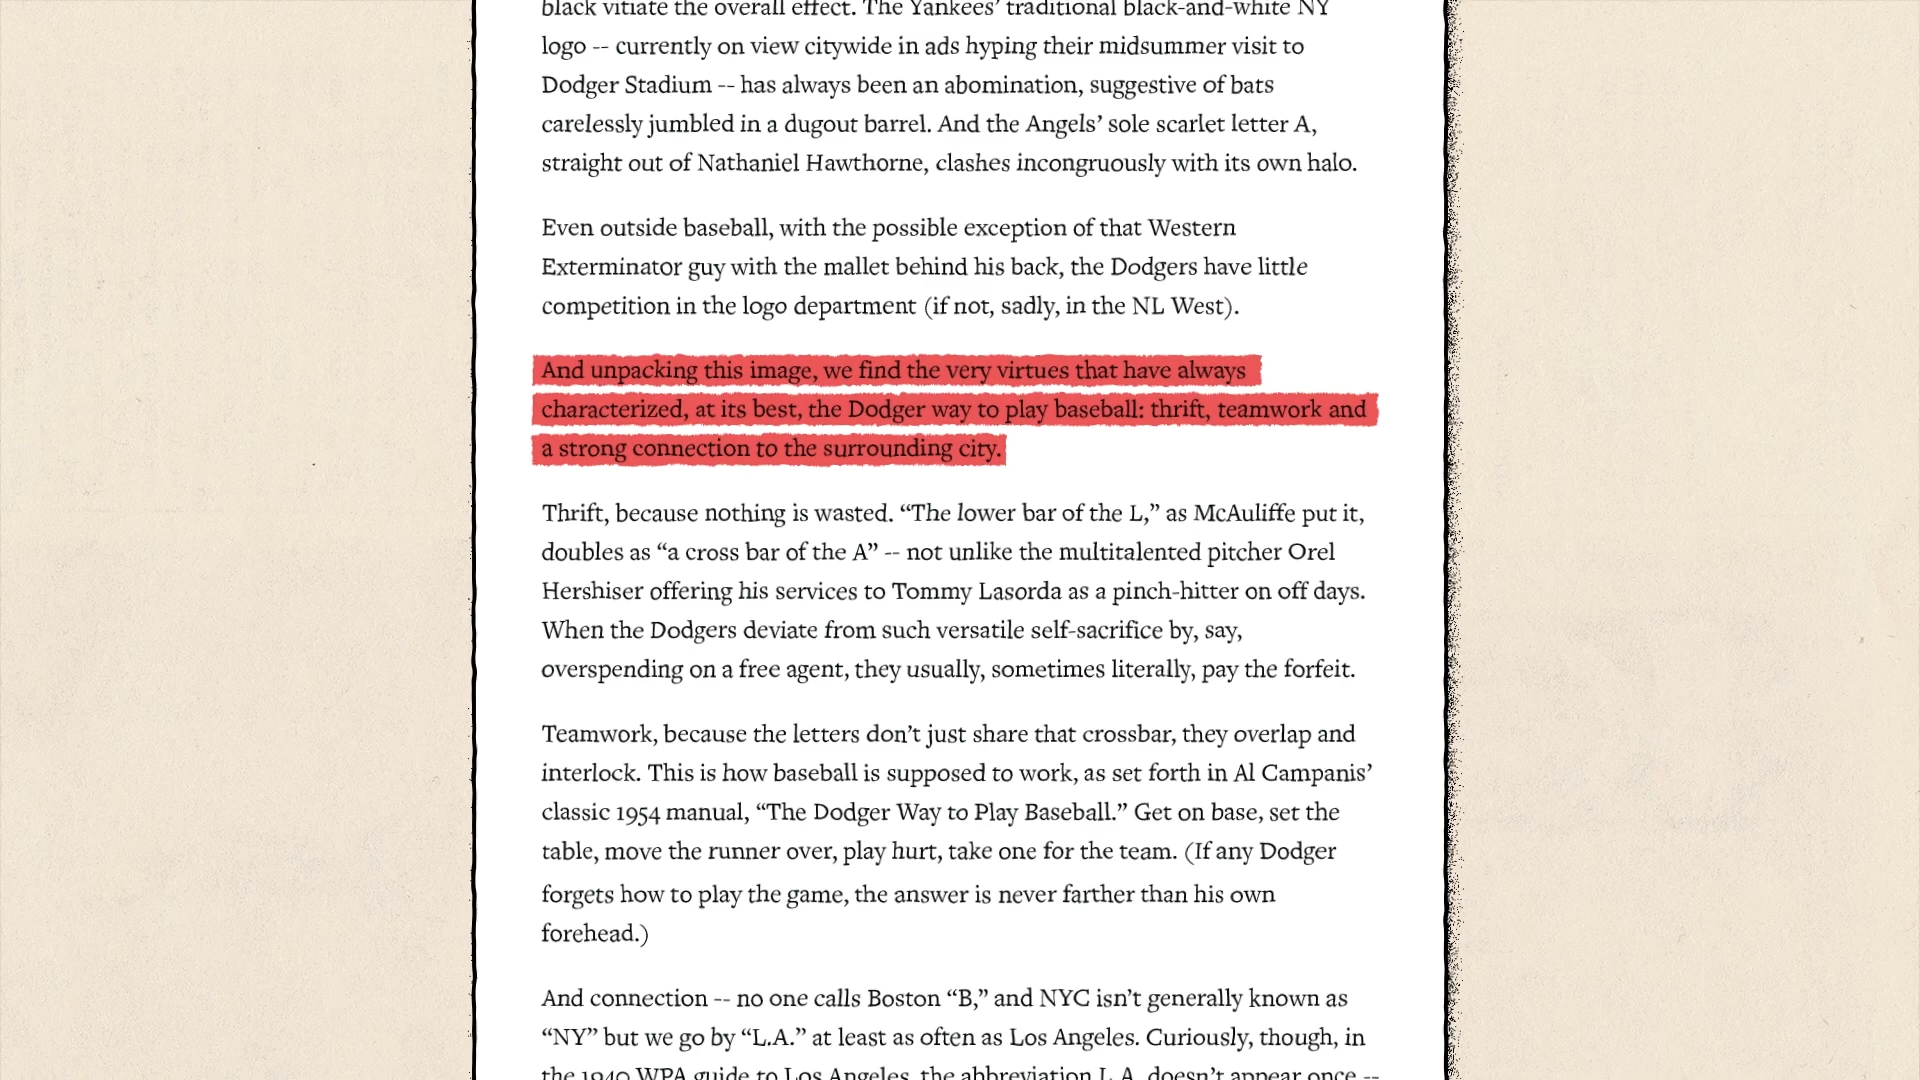 black vitiate the overall effect. The Yankees’ traditional black-and-white NY
logo -- currently on view citywide in ads hyping their midsummer visit to
Dodger Stadium -- has always been an abomination, suggestive of bats
carelessly jumbled in a dugout barrel. And the Angels’ sole scarlet letter A,
straight out of Nathaniel Hawthorne, clashes incongruously with its own halo.
Even outside baseball, with the possible exception of that Western
Exterminator guy with the mallet behind his back, the Dodgers have little
competition in the logo department (if not, sadly, in the NL West).
And unpacking this image, we find the very virtues that have always
characterized, at its best, the Dodger way to play baseball: thrift, teamwork and
a strong connection to the surrounding city.
Thrift, because nothing is wasted. “The lower bar of the L,” as McAuliffe put it,
doubles as “a cross bar of the A” -- not unlike the multitalented pitcher Orel
Hershiser offering his services to Tommy Lasorda as a pinch-hitter on off days.
When the Dodgers deviate from such versatile self-sacrifice by, say,
overspending on a free agent, they usually, sometimes literally, pay the forfeit.
Teamwork, because the letters don’t just share that crossbar, they overlap and
interlock. This is how baseball is supposed to work, as set forth in Al Campanis’
classic 1954 manual, “The Dodger Way to Play Baseball.” Get on base, set the
table, move the runner over, play hurt, take one for the team. (If any Dodger
forgets how to play the game, the answer is never farther than his own
forehead.)
And connection -- no one calls Boston “B,” and NYC isn’t generally known as
“NY” but we go by “L.A.” at least as often as Los Angeles. Curiously, though, in
the 1940 WPA guide to Los Angeles, the abbreviation L.A. doesn’t appear once --